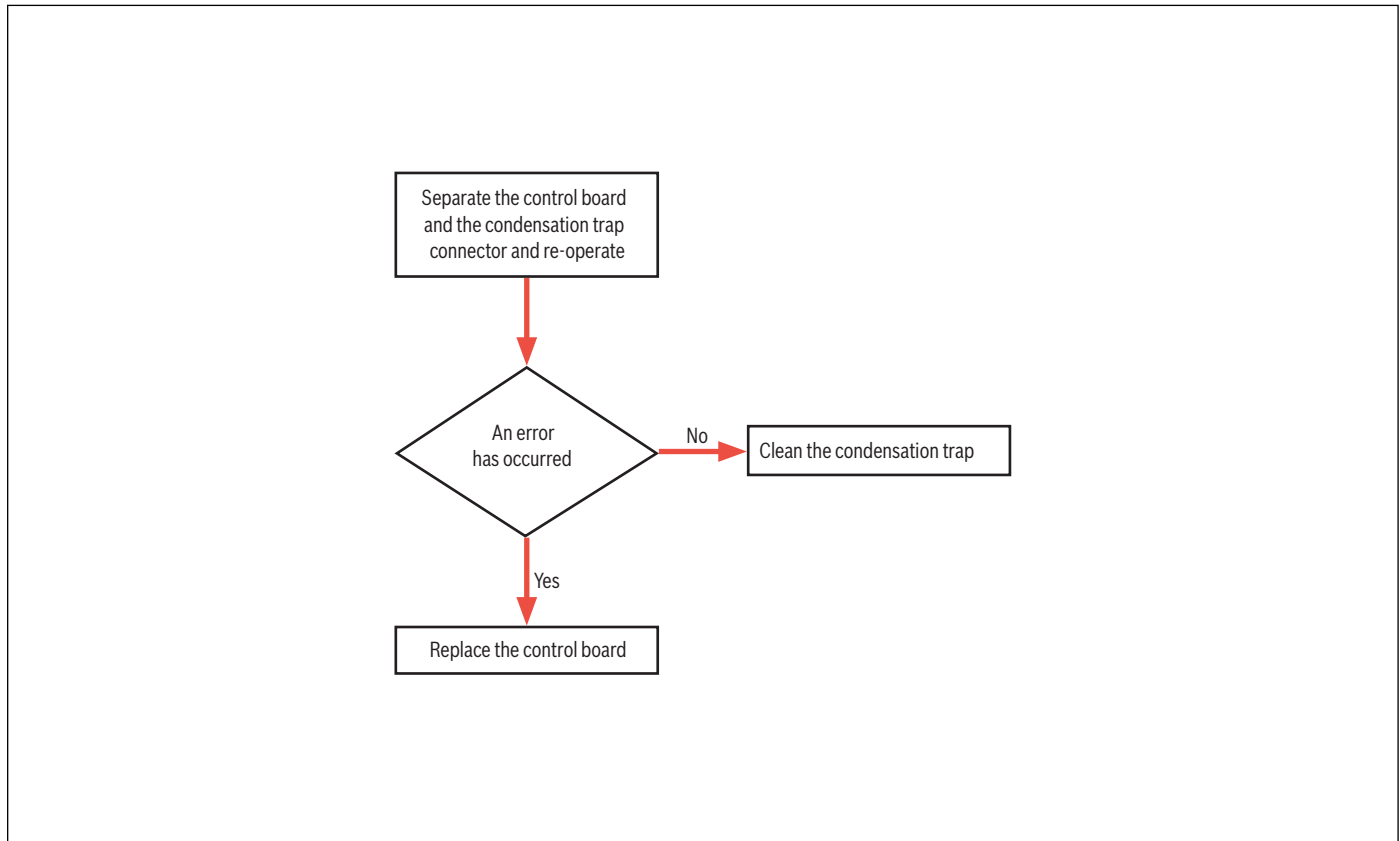 Separate the control board
and the condensation trap
connector and re-operate
An error
has occurred
No
Clean the condensation trap
Yes
Replace the control board